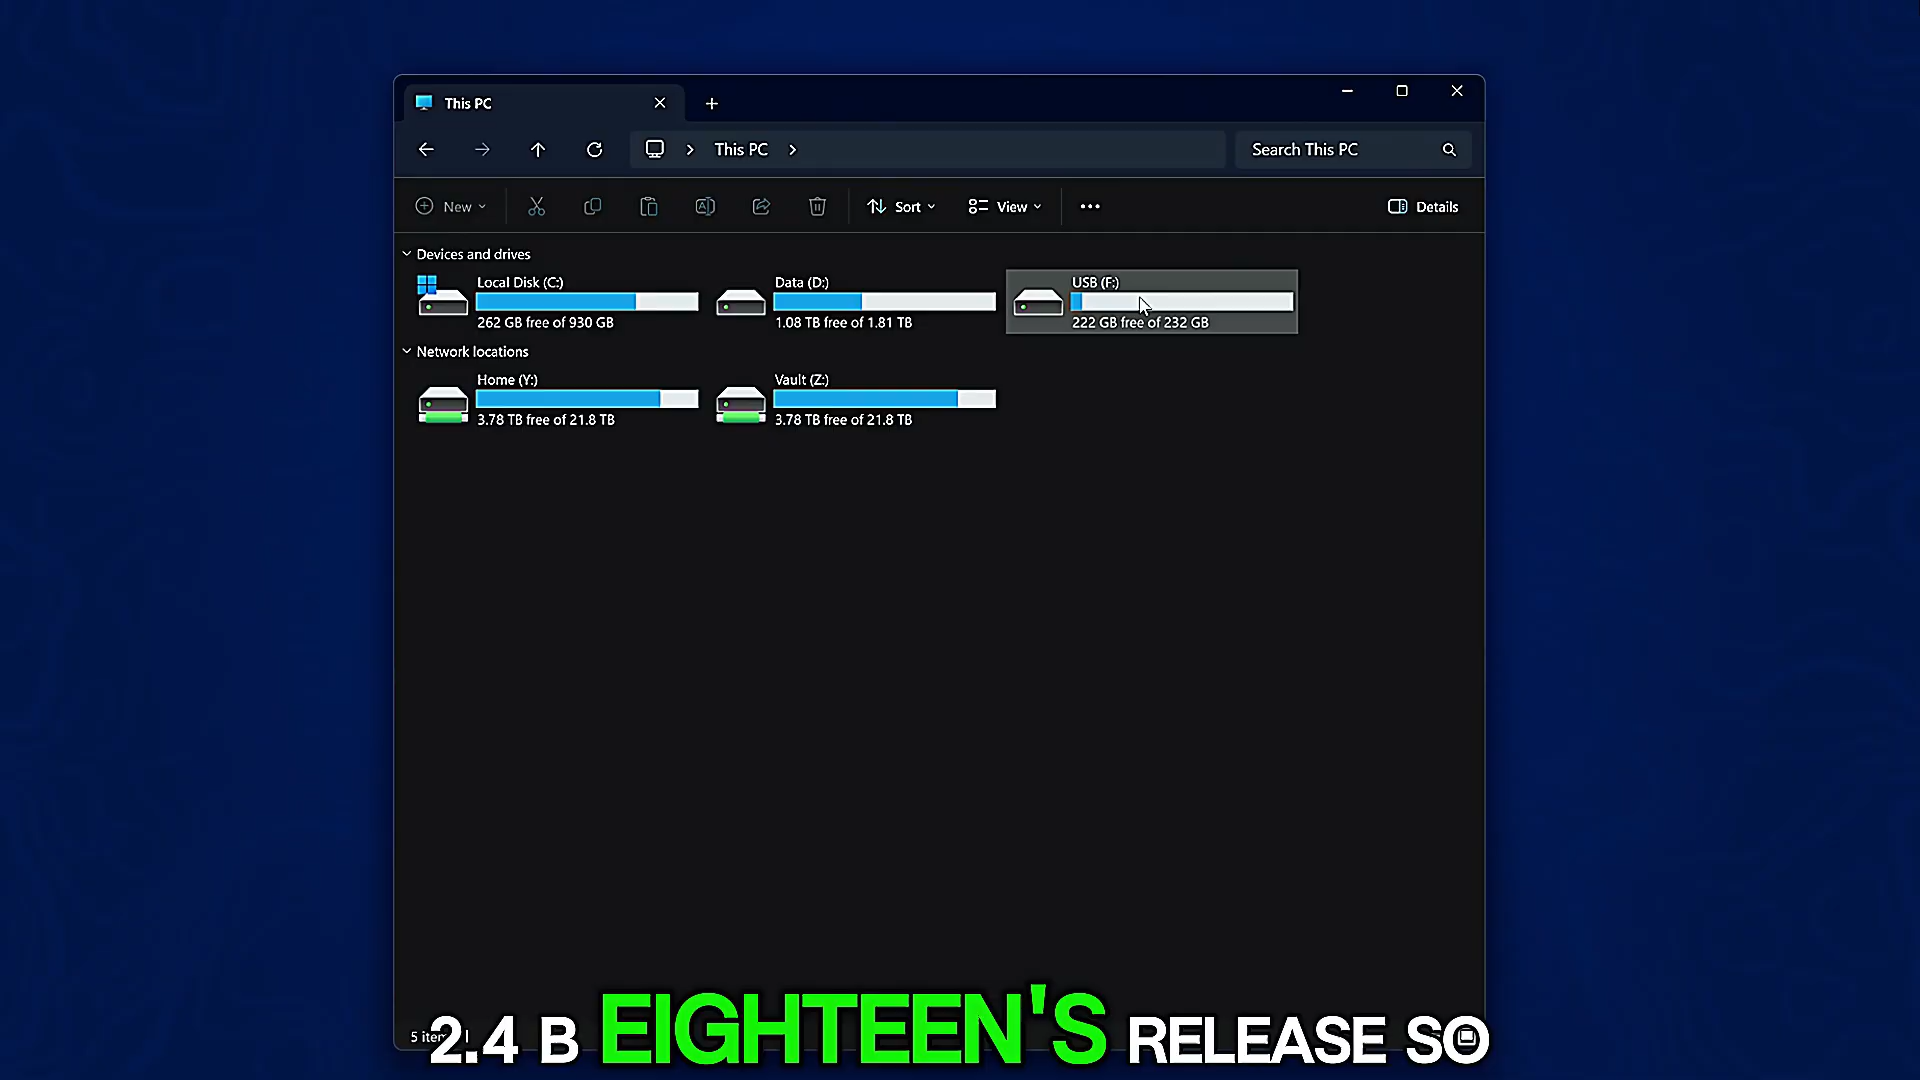 This PC
This PC
Search This PC
New
Sort
View
Details
Devices and drives
Local Disk (C:)
262 GB free of 930 GB
Data (D:)
1.08 TB free of 1.81 TB
USB (F:)
222 GB free of 232 GB
Network locations
Home (Y:)
3.78 TB free of 21.8 TB
Vault (Z:)
3.78 TB free of 21.8 TB
5
2.4 B EIGHTEEN'S RELEASE SO